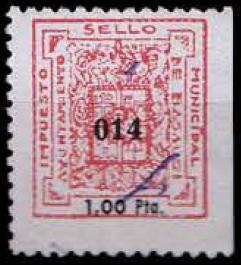 SELLO
IMPUESTO
MUNICIPAL
AYUNTAMIENTO
DE
014
1.00 Pta.